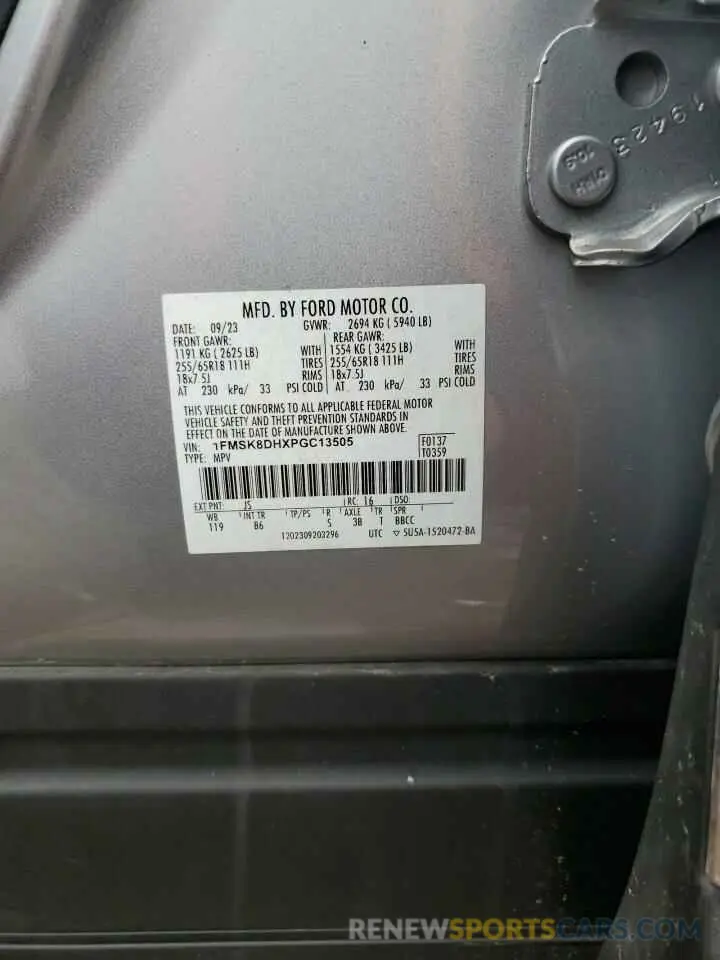 19423
10.9
MFD. BY FORD MOTOR CO.
DATE: 09/23 GVWR: 2694 KG ( 5940 LB)
FRONT GAWR: REAR GAWR:
1191 KG ( 2625 LB) WITH 1554 KG ( 3425 LB) WITH
255/65R18 111H TIRES 255/65R18 111H TIRES
18x7.5J RIMS 18x7.5J RIMS
AT 230 kPa/ 33 PSI COLD AT 230 kPa/ 33 PSI COLD
THIS VEHICLE CONFORMS TO ALL APPLICABLE FEDERAL MOTOR
VEHICLE SAFETY AND THEFT PREVENTION STANDARDS IN
EFFECT ON THE DATE OF MANUFACTURE SHOWN ABOVE.
VIN: 1FMSK8DHXPGC13505 F0137
TYPE: MPV T0359
EXT PNT: JS RC: 16 DSO:
WB INT TR TP/PS R AXLE TR SPR
119 B6 S 3B T BBCC
1202309203296 UTC ▽ 5U5A-1520472-BA
RENEWSPORTSCARS.COM